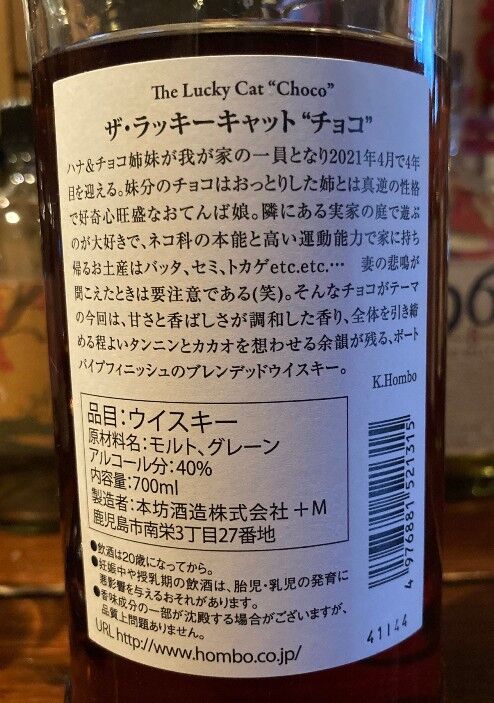 The Lucky Cat “Choco”
ザ・ラッキーキャット“チョコ”
ハナ&チョコ姉妹が我が家の一員となり2021年4月で4年
目を迎える。妹分のチョコはおっとりした姉とは真逆の性格
で好奇心旺盛なおてんば娘。隣にある実家の庭で遊ぶ
のが大好きで、ネコ科の本能と高い運動能力で家に持ち
帰るお土産はバッタ、セミ、トカゲetc.etc.… 妻の悲鳴が
聞こえたときは要注意である(笑)。そんなチョコがテーマ
の今回は、甘さと香ばしさが調和した香り、全体を引き締
める程よいタンニンとカカオを想わせる余韻が残る、ポート
パイプフィニッシュのブレンデッドウイスキー。
K.Hombo
品目:ウイスキー
原材料名:モルト、グレーン
アルコール分:40%
内容量:700ml
製造者:本坊酒造株式会社 +M
鹿児島市南栄3丁目27番地
●飲酒は20歳になってから。
●妊娠中や授乳期の飲酒は、胎児・乳児の発育に
悪影響を与えるおそれがあります。
●香味成分の一部が沈殿する場合がございますが、
品質上問題ありません。
URL http://www.hombo.co.jp/
4 976881 521315
41144